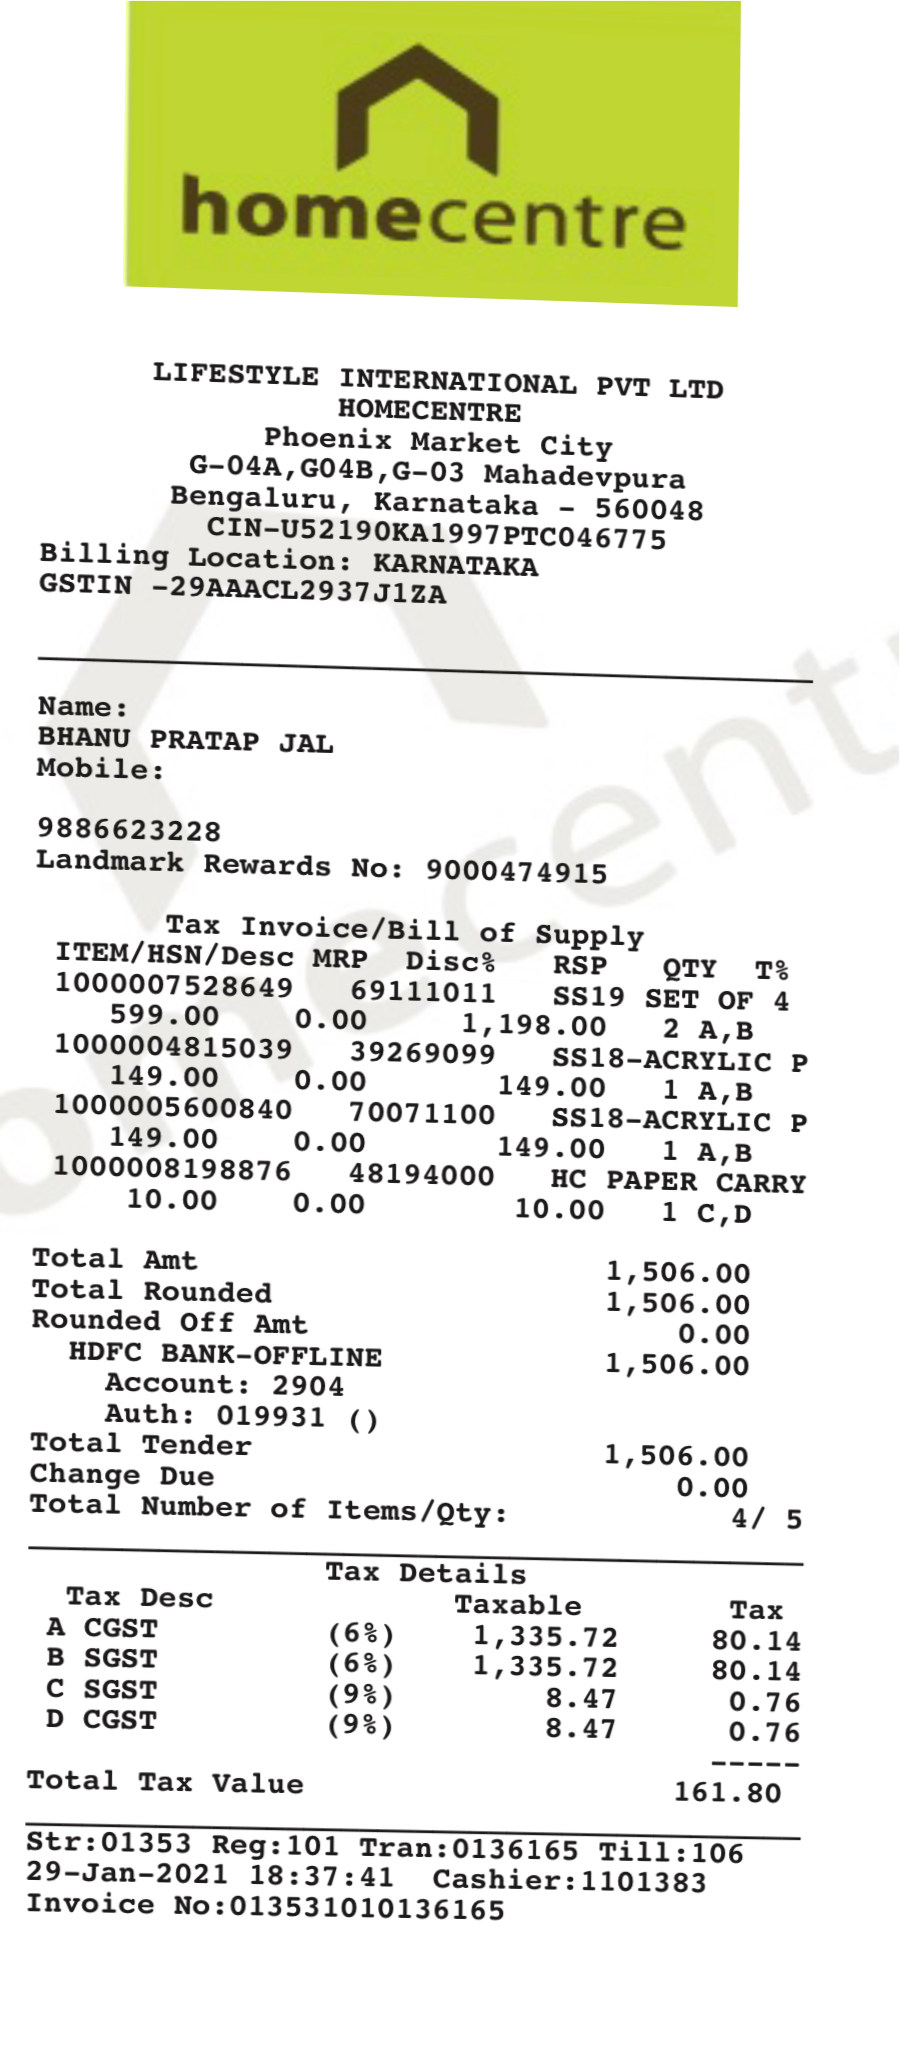 homecentre
LIFESTYLE INTERNATIONAL PVT LTD
HOMECENTRE
Phoenix Market City
G-04A,G04B,G-03 Mahadevpura
Bengaluru, Karnataka - 560048
CIN-U52190KA1997PTC046775
Billing Location: KARNATAKA
GSTIN -29AAACL2937J1ZA
Name:
BHANU PRATAP JAL
Mobile:
9886623228
Landmark Rewards No: 9000474915
Tax Invoice/Bill of Supply
ITEM/HSN/Desc MRP Disc% RSP QTY T%
1000007528649 69111011 SS19 SET OF 4
599.00 0.00 1,198.00 2 A,B
1000004815039 39269099 SS18-ACRYLIC P
149.00 0.00 149.00 1 A,B
1000005600840 70071100 SS18-ACRYLIC P
149.00 0.00 149.00 1 A,B
1000008198876 48194000 HC PAPER CARRY
10.00 0.00 10.00 1 C,D
Total Amt 1,506.00
Total Rounded 1,506.00
Rounded Off Amt 0.00
HDFC BANK-OFFLINE 1,506.00
Account: 2904
Auth: 019931 ()
Total Tender 1,506.00
Change Due 0.00
Total Number of Items/Qty: 4/ 5
Tax Details
Tax Desc Taxable Tax
A CGST (6%) 1,335.72 80.14
B SGST (6%) 1,335.72 80.14
C SGST (9%) 8.47 0.76
D CGST (9%) 8.47 0.76
-----
Total Tax Value 161.80
Str:01353 Reg:101 Tran:0136165 Till:106
29-Jan-2021 18:37:41 Cashier:1101383
Invoice No:013531010136165